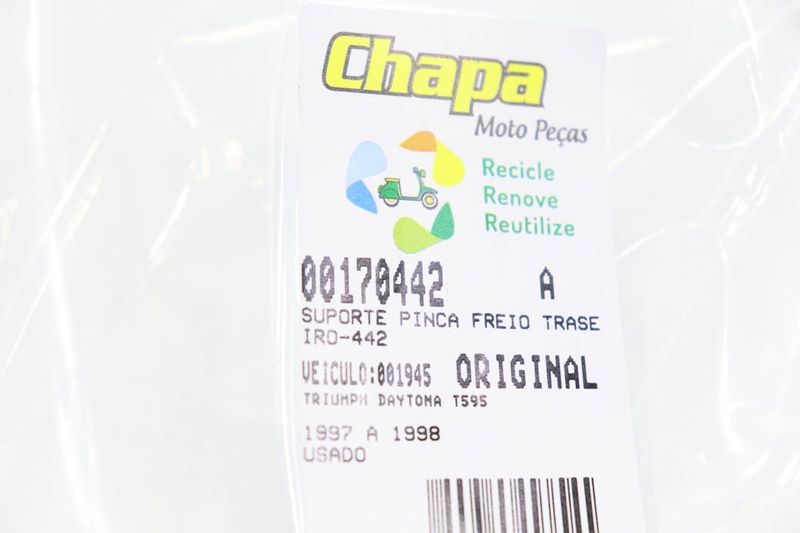 Chapa
Moto Peças
Recicle
Renove
Reutilize
00170442 A
SUPORTE PINCA FREIO TRASE
IRO-442
VEICULO:001945 ORIGINAL
TRIUMPH DAYTONA T595
1997 A 1998
USADO